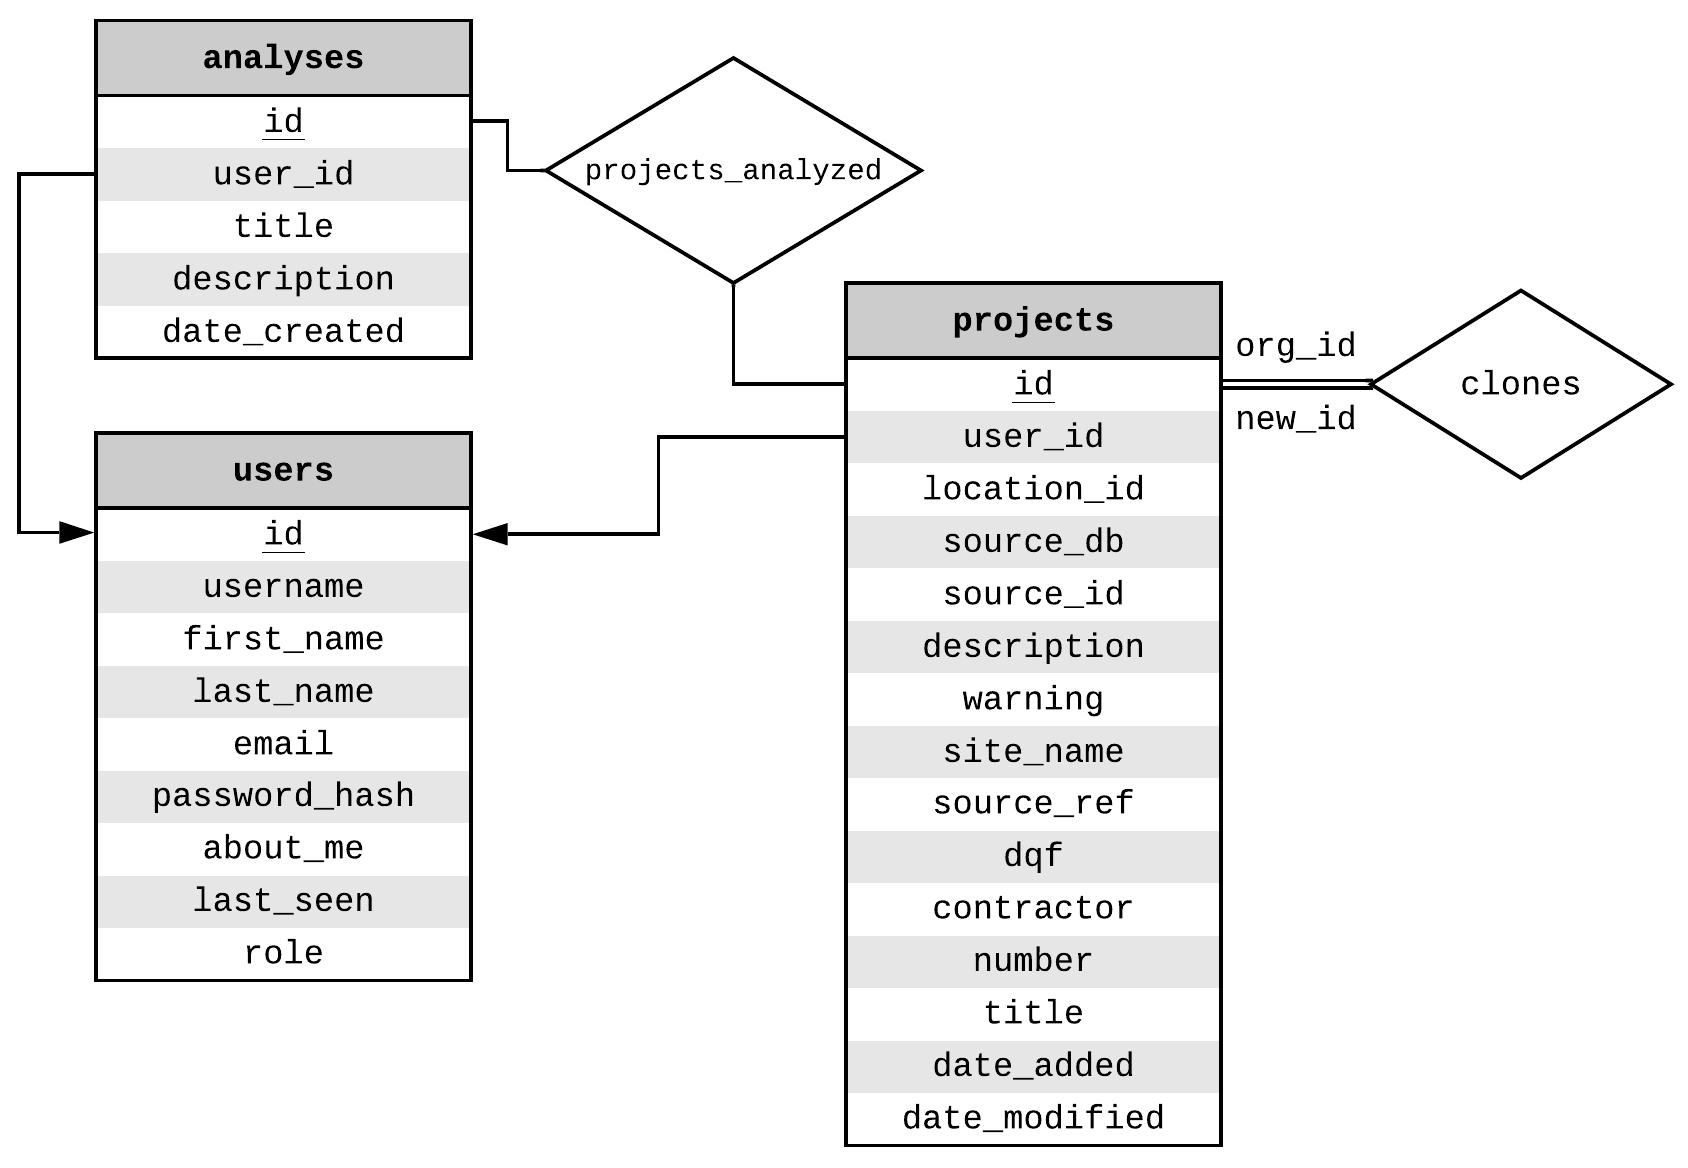 analyses
id
user_id
title
description
date_created
projects_analyzed
users
id
username
first_name
last_name
email
password_hash
about_me
last_seen
role
projects
id
user_id
location_id
source_db
source_id
description
warning
site_name
source_ref
dqf
contractor
number
title
date_added
date_modified
org_id
new_id
clones